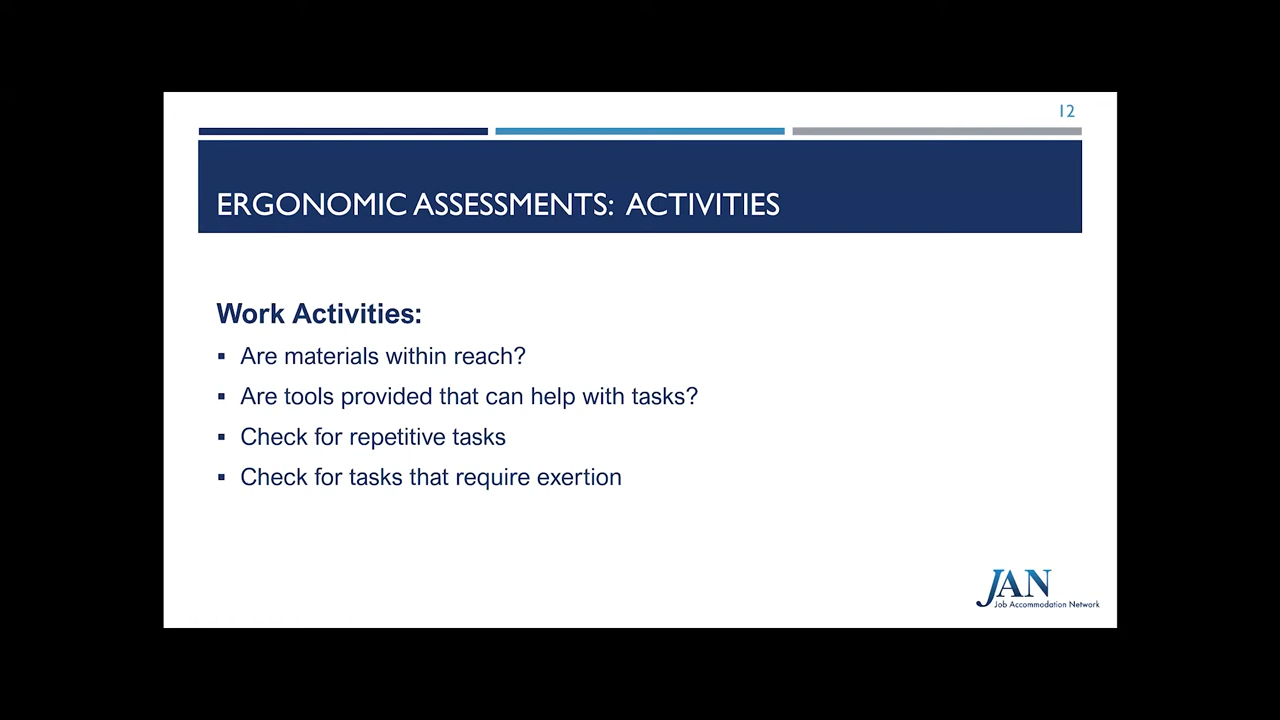 12
ERGONOMIC ASSESSMENTS: ACTIVITIES
Work Activities:
▪ Are materials within reach?
▪ Are tools provided that can help with tasks?
▪ Check for repetitive tasks
▪ Check for tasks that require exertion
JAN
Job Accommodation Network